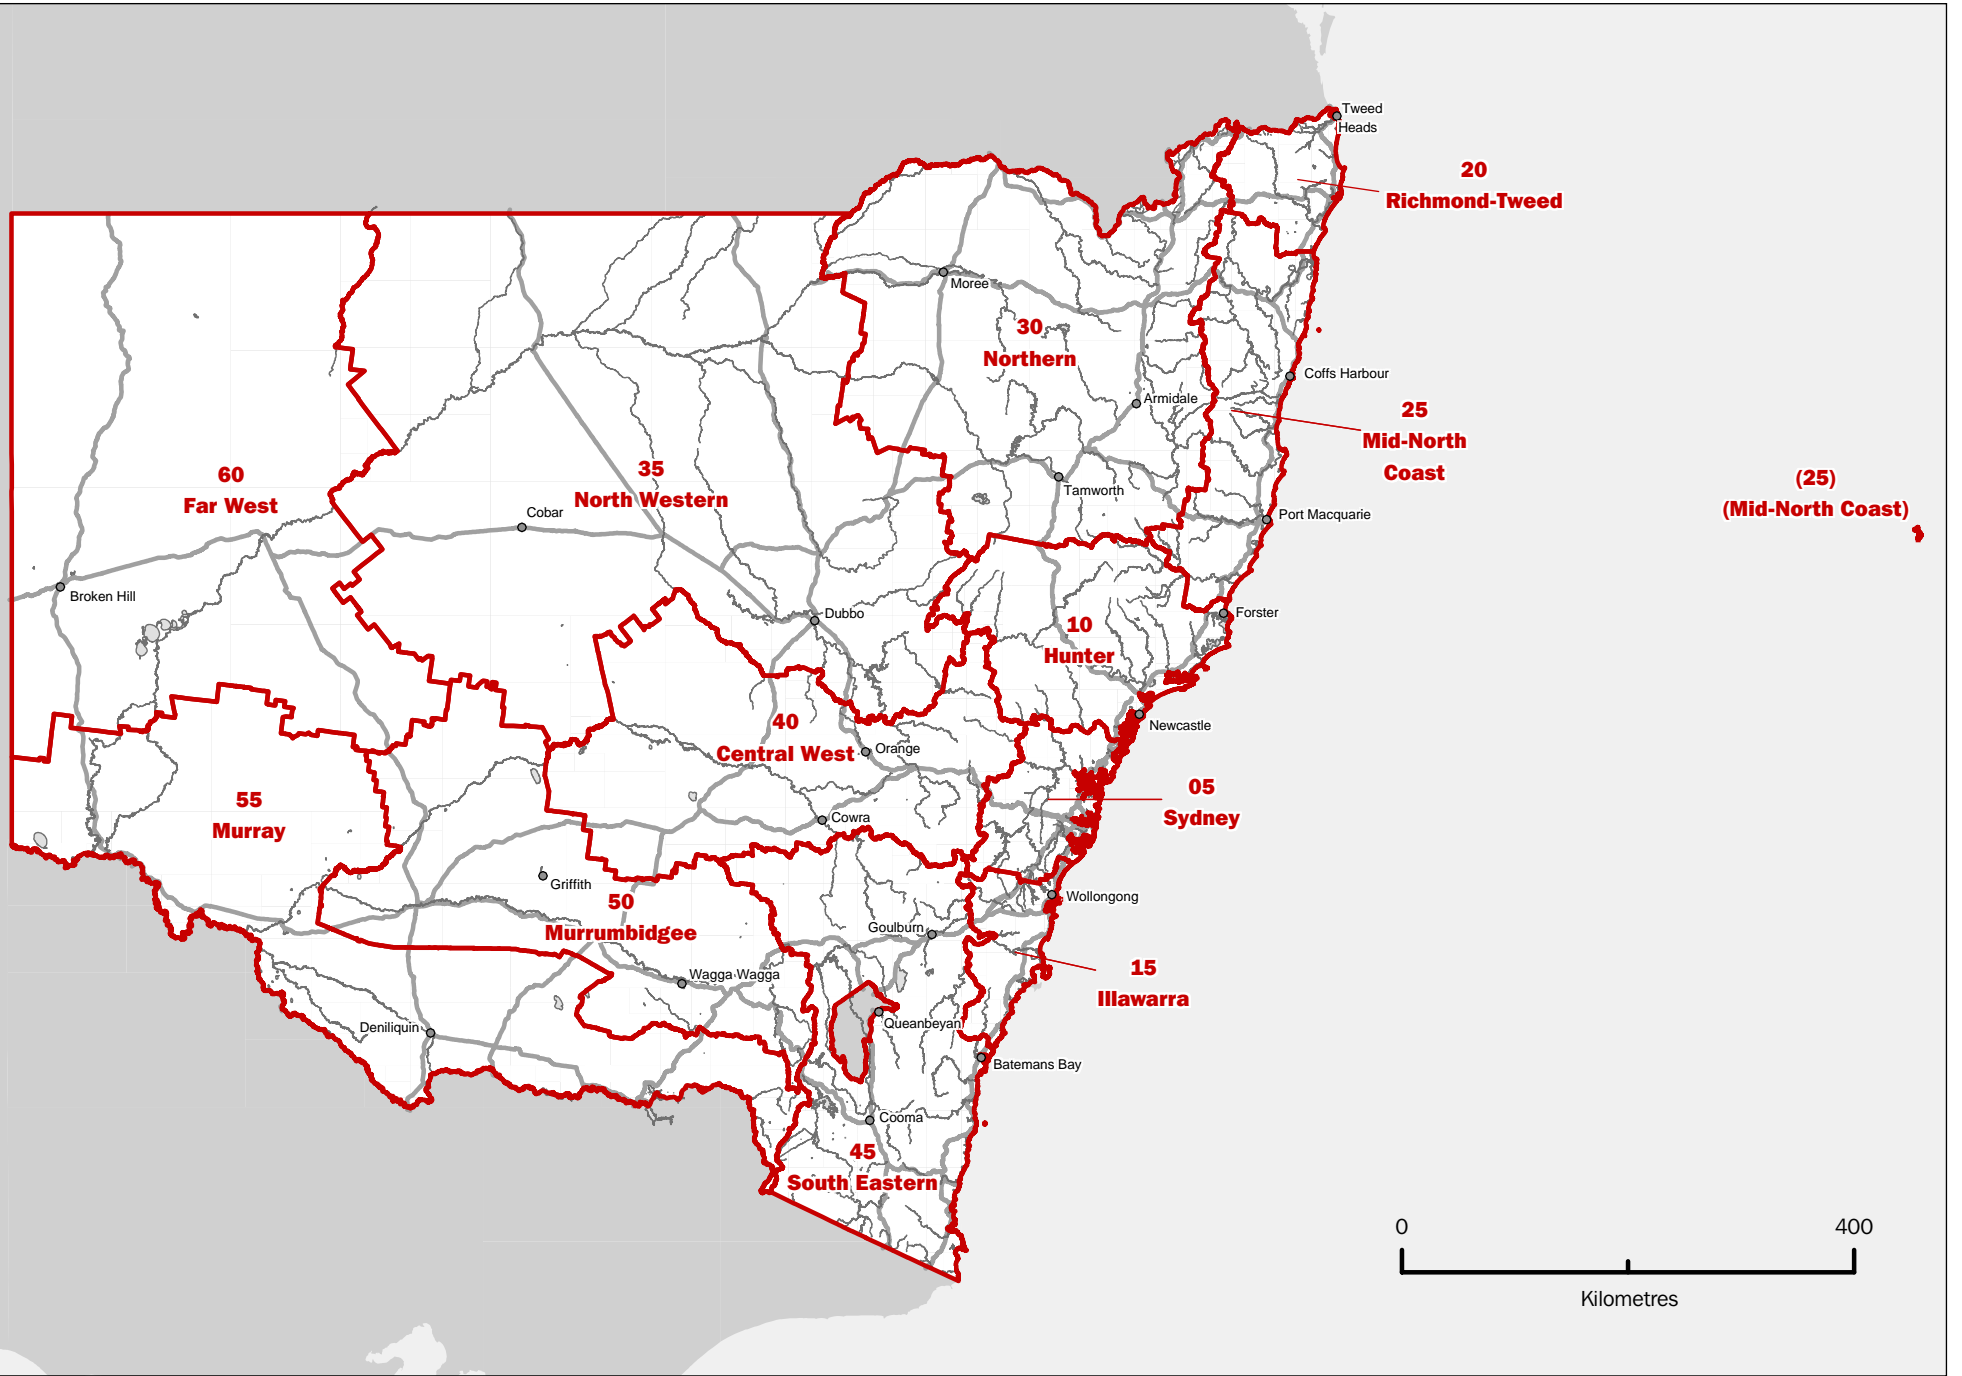 Tweed
Heads
20
Richmond-Tweed
Moree
30
Northern
Coffs Harbour
Armidale
25
Mid-North
Coast
60
Far West
35
North Western
Tamworth
(25)
(Mid-North Coast)
Cobar
Port Macquarie
Broken Hill
Dubbo
Forster
10
Hunter
40
Central West
Orange
Newcastle
55
Murray
05
Sydney
Cowra
Griffith
50
Murrumbidgee
Wollongong
Goulburn
15
Illawarra
Wagga Wagga
Deniliquin
Queanbeyan
Batemans Bay
Cooma
45
South Eastern
0
400
Kilometres